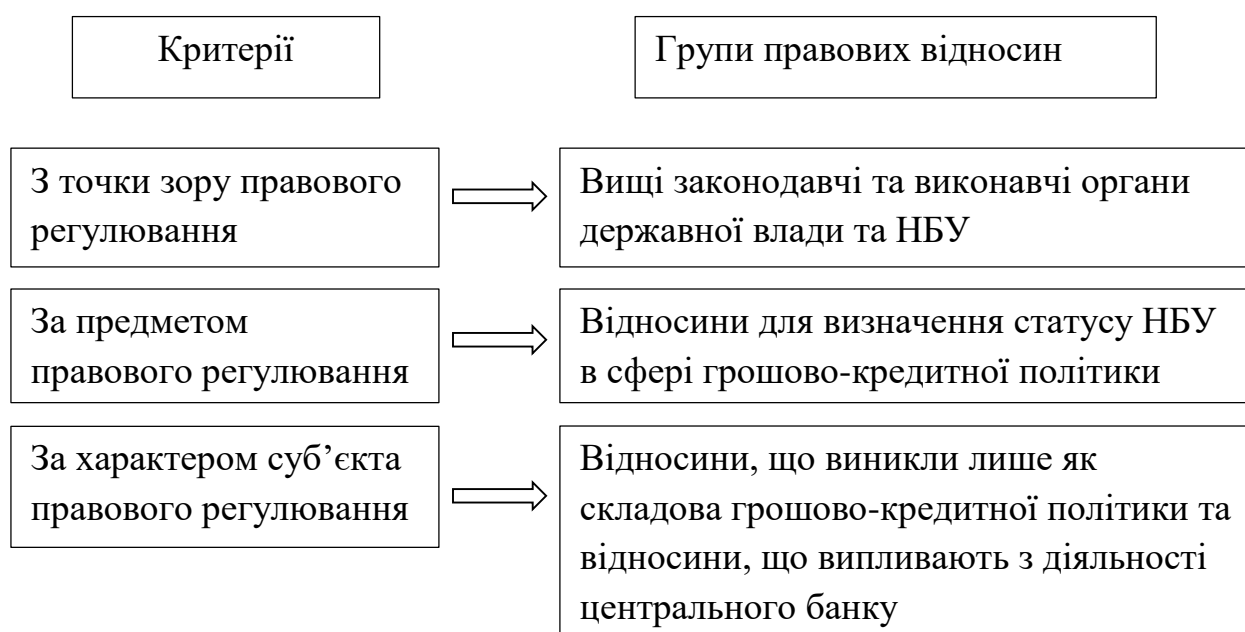 Критерії
Групи правових відносин
З точки зору правового
регулювання
Вищі законодавчі та виконавчі органи
державної влади та НБУ
За предметом
правового регулювання
Відносини для визначення статусу НБУ
в сфері грошово-кредитної політики
За характером суб’єкта
правового регулювання
Відносини, що виникли лише як
складова грошово-кредитної політики та
відносини, що випливають з діяльності
центрального банку